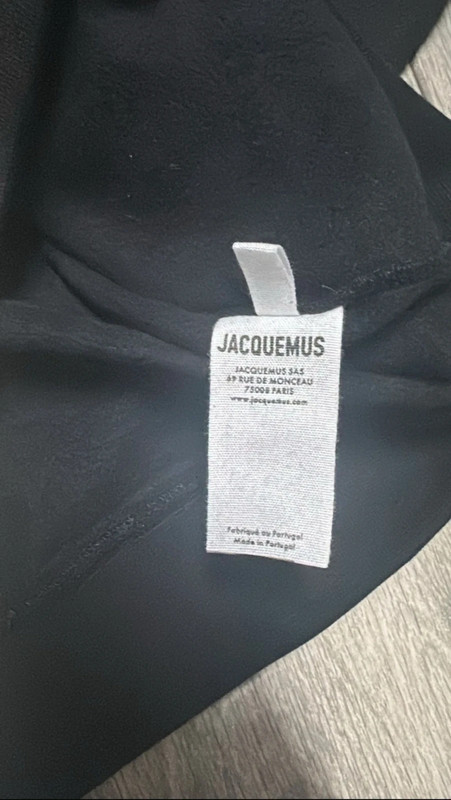 JACQUEMUS
JACQUEMUS SAS
69 RUE DE MONCEAU
75008 PARIS
www.jacquemus.com
Fabriqué au Portugal
Made in Portugal